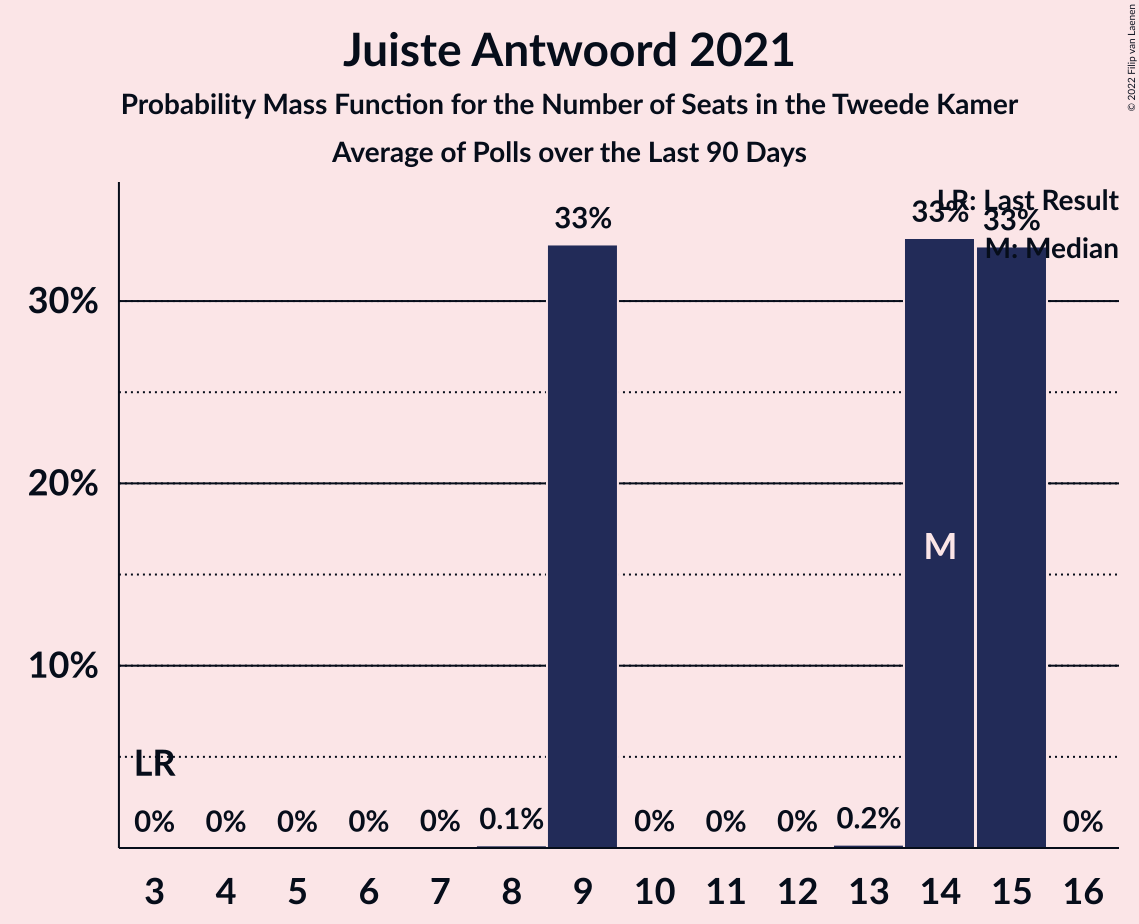 Juiste Antwoord 2021
Probability Mass Function for the Number of Seats in the Tweede Kamer
Average of Polls over the Last 90 Days
© 2022 Filip van Laenen
LR: Last Result
M: Median
33%
33%
33%
30%
20%
10%
M
LR
0%
0%
0%
0%
0%
0.1%
0%
0%
0%
0.2%
0%
3 4 5 6 7 8 9 10 11 12 13 14 15 16